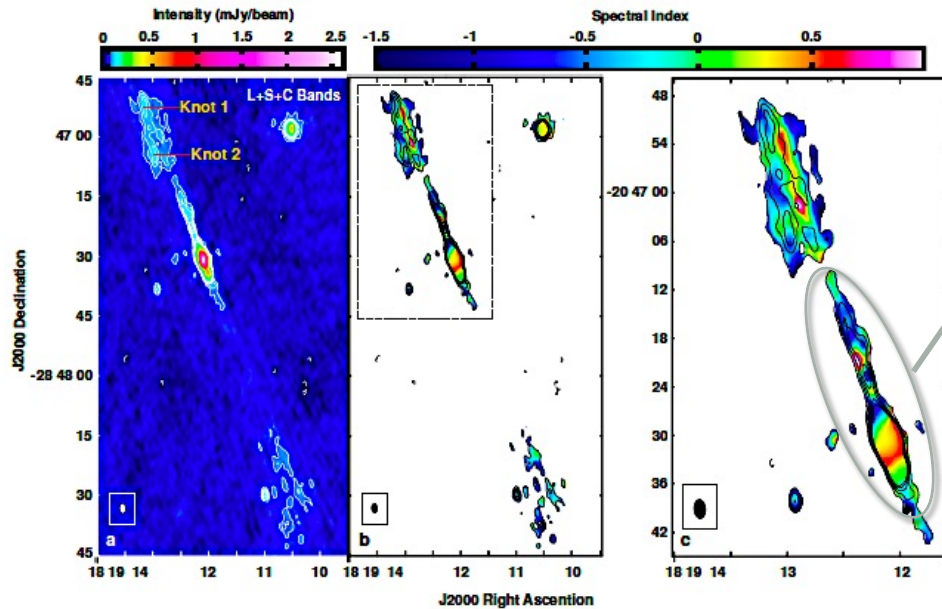 Intensity (mJy/beam)
0 0.5 1 1.5 2 2.5
Spectral Index
-1.5 -1 -0.5 0 0.5
L+S+C Bands
Knot 1
Knot 2
45
47 00
15
30
45
-28 48 00
15
30
45
J2000 Declination
a
18 19 14 12 10
b
18 19 14 12 10
48
54
-20 47 00
06
12
18
24
30
36
42
c
18 19 14 13 12
J2000 Right Ascention